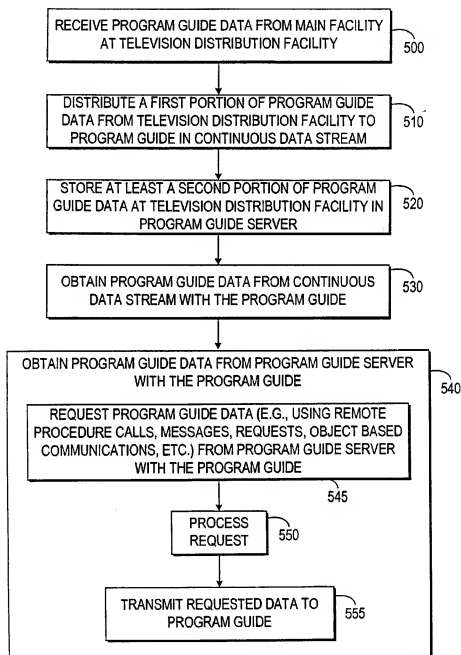 RECEIVE PROGRAM GUIDE DATA FROM MAIN FACILITY
AT TELEVISION DISTRIBUTION FACILITY
500
DISTRIBUTE A FIRST PORTION OF PROGRAM GUIDE
DATA FROM TELEVISION DISTRIBUTION FACILITY TO
PROGRAM GUIDE IN CONTINUOUS DATA STREAM
510
STORE AT LEAST A SECOND PORTION OF PROGRAM
GUIDE DATA AT TELEVISION DISTRIBUTION FACILITY IN
PROGRAM GUIDE SERVER
520
OBTAIN PROGRAM GUIDE DATA FROM CONTINUOUS
DATA STREAM WITH THE PROGRAM GUIDE
530
OBTAIN PROGRAM GUIDE DATA FROM PROGRAM GUIDE SERVER
WITH THE PROGRAM GUIDE
540
REQUEST PROGRAM GUIDE DATA (E.G., USING REMOTE
PROCEDURE CALLS, MESSAGES, REQUESTS, OBJECT BASED
COMMUNICATIONS, ETC.) FROM PROGRAM GUIDE SERVER
WITH THE PROGRAM GUIDE
545
PROCESS
REQUEST
550
TRANSMIT REQUESTED DATA TO
PROGRAM GUIDE
555